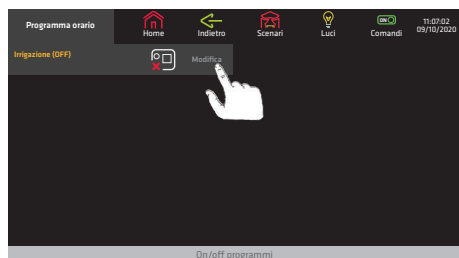 Programma orario
Home
Indietro
Scenari
Luci
ON
Comandi
11:07:02
09/10/2020
Irrigazione (OFF)
Modifica
On/off programmi